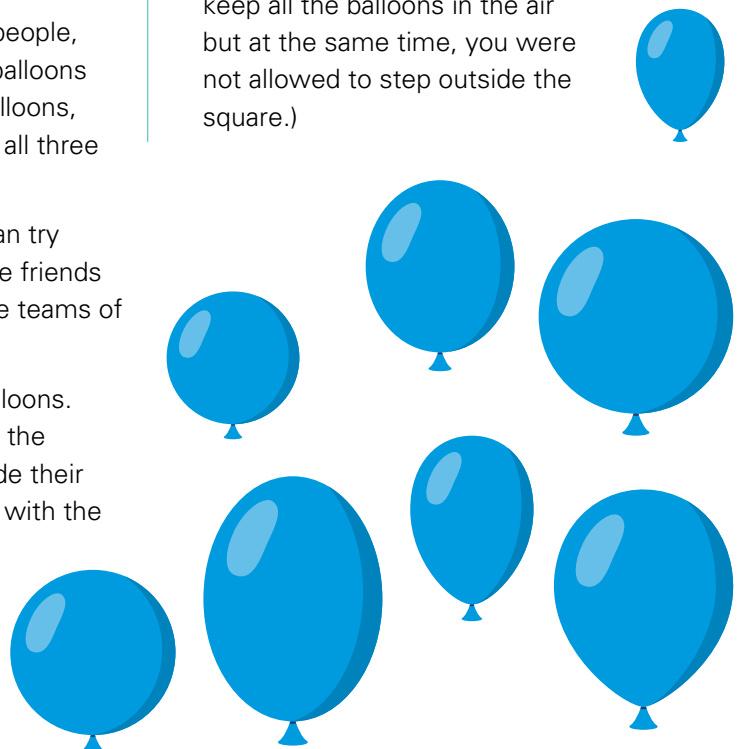 people,
balloons
lloons,
all three
an try
e friends
e teams of
loons.
the
de their
with the
keep all the balloons in the air
but at the same time, you were
not allowed to step outside the
square.)